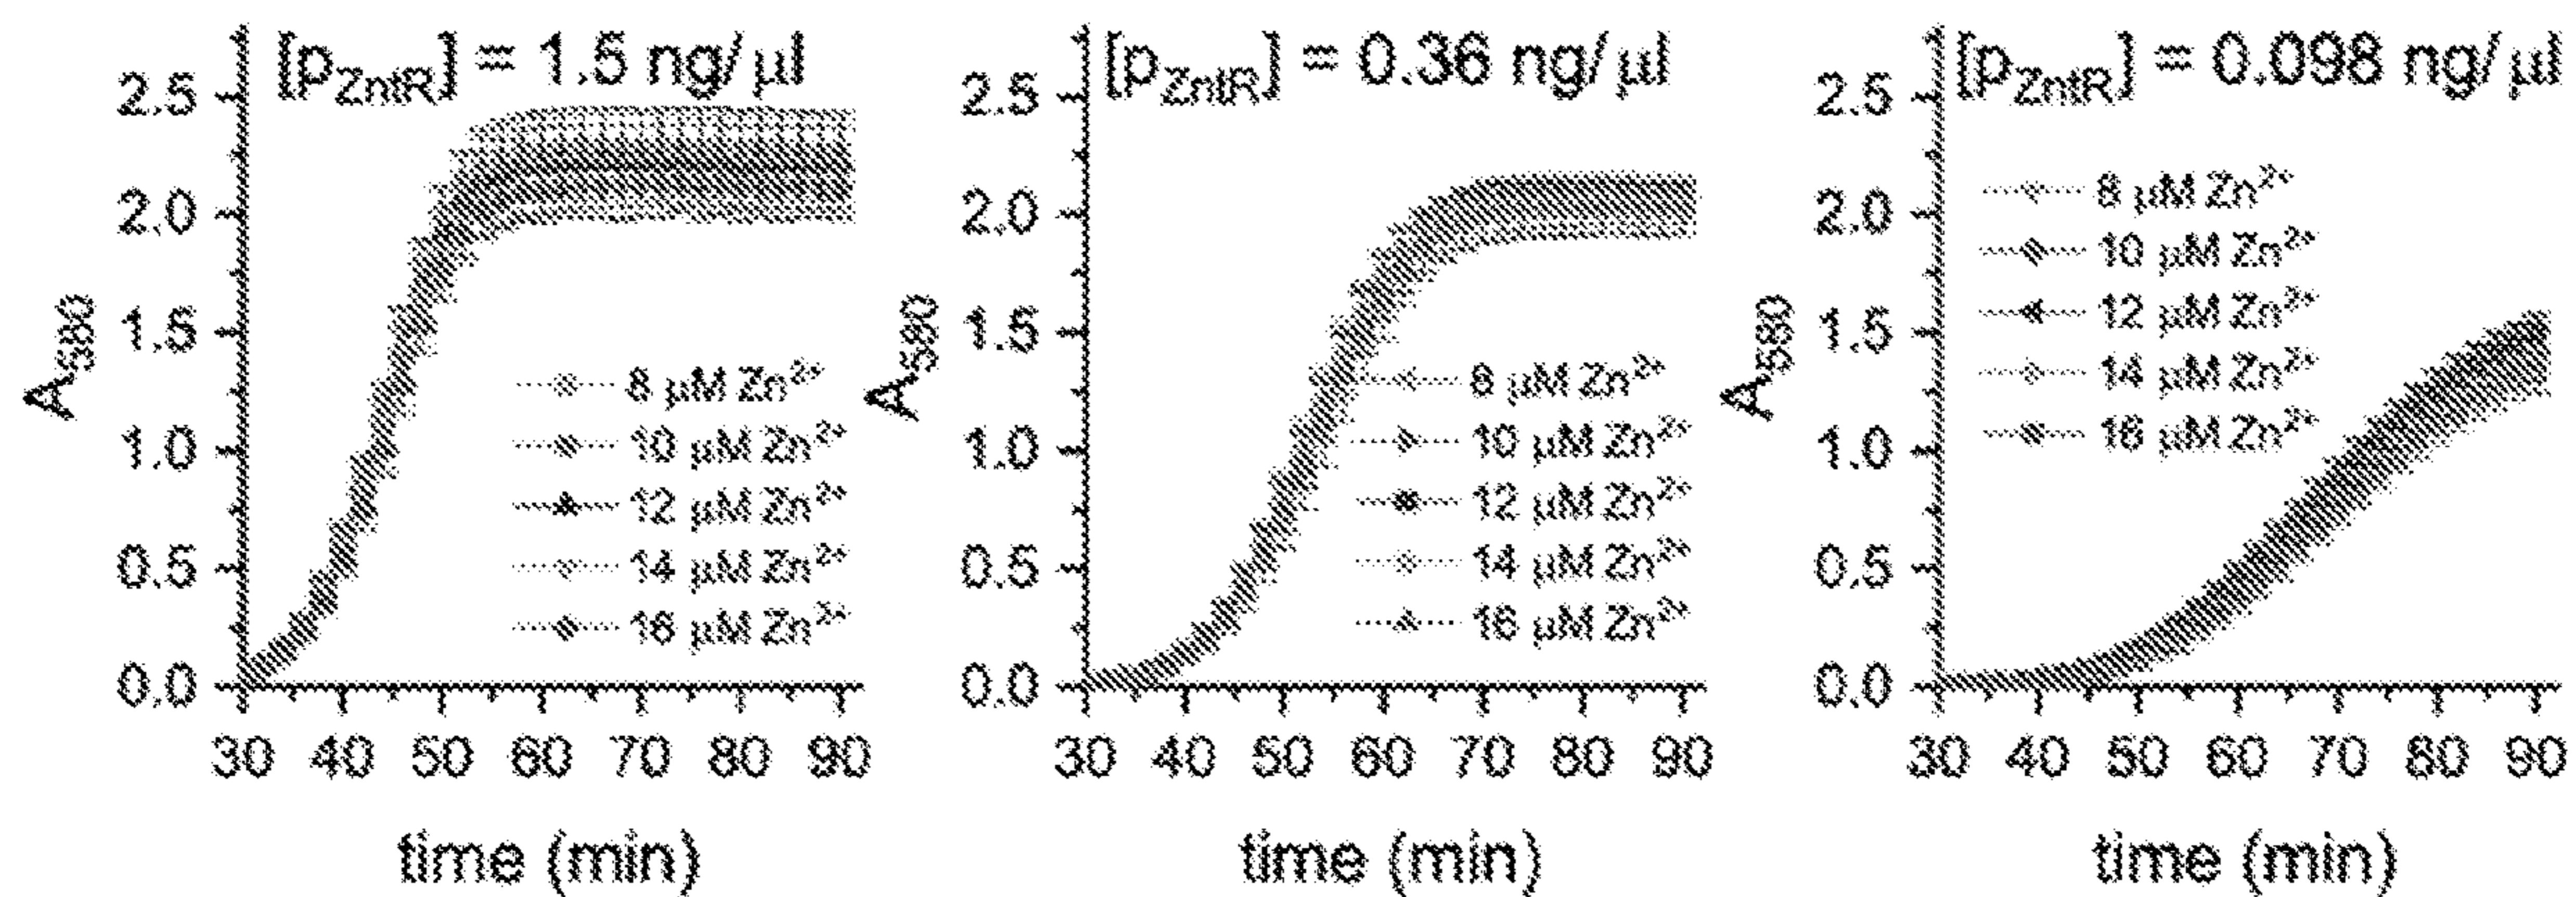 [pZntR] = 1.5 ng/µl
2.5
2.0
1.5
1.0
0.5
0.0
A580
8 µM Zn2+
10 µM Zn2+
12 µM Zn2+
14 µM Zn2+
16 µM Zn2+
30 40 50 60 70 80 90
time (min)
[pZntR] = 0.36 ng/µl
2.5
2.0
1.5
1.0
0.5
0.0
A580
8 µM Zn2+
10 µM Zn2+
12 µM Zn2+
14 µM Zn2+
16 µM Zn2+
30 40 50 60 70 80 90
time (min)
[pZntR] = 0.098 ng/µl
2.5
2.0
1.5
1.0
0.5
0.0
A580
8 µM Zn2+
10 µM Zn2+
12 µM Zn2+
14 µM Zn2+
16 µM Zn2+
30 40 50 60 70 80 90
time (min)